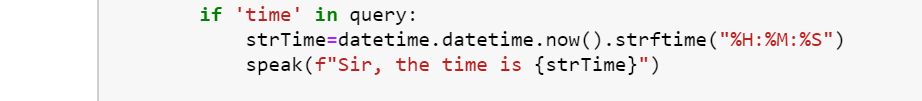 if 'time' in query:
strTime=datetime.datetime.now().strftime("%H:%M:%S")
speak(f"Sir, the time is {strTime}")